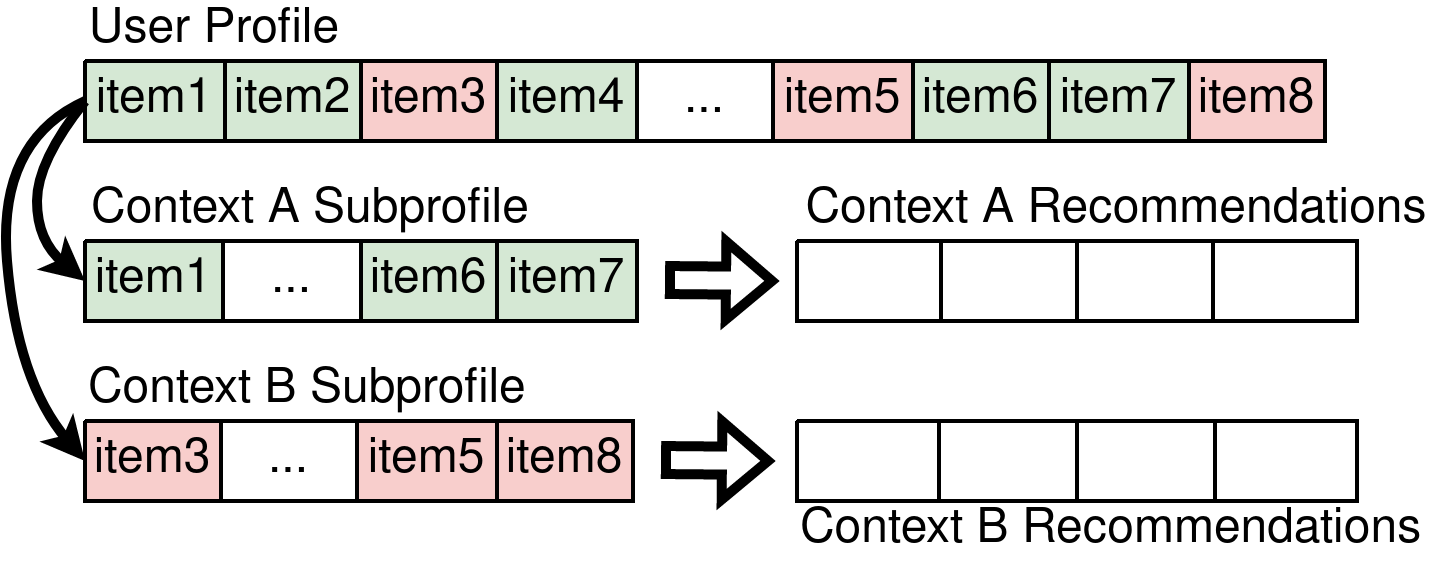 User Profile
item1 item2 item3 item4 ... item5 item6 item7 item8
Context A Subprofile
item1 ... item6 item7
Context A Recommendations
Context B Subprofile
item3 ... item5 item8
Context B Recommendations